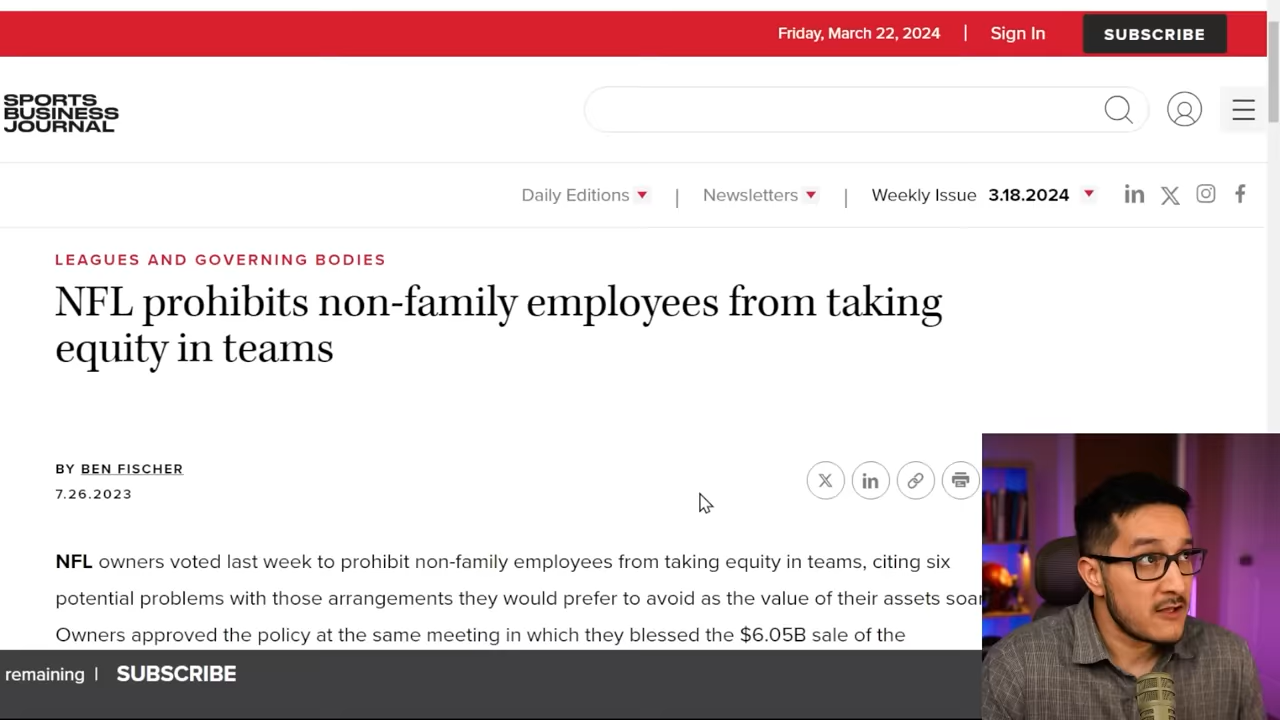 Friday, March 22, 2024 | Sign In SUBSCRIBE
SPORTS
BUSINESS
JOURNAL
Daily Editions | Newsletters | Weekly Issue 3.18.2024
LEAGUES AND GOVERNING BODIES
NFL prohibits non-family employees from taking
equity in teams
BY BEN FISCHER
7.26.2023
NFL owners voted last week to prohibit non-family employees from taking equity in teams, citing six
potential problems with those arrangements they would prefer to avoid as the value of their assets soar
Owners approved the policy at the same meeting in which they blessed the $6.05B sale of the
remaining | SUBSCRIBE